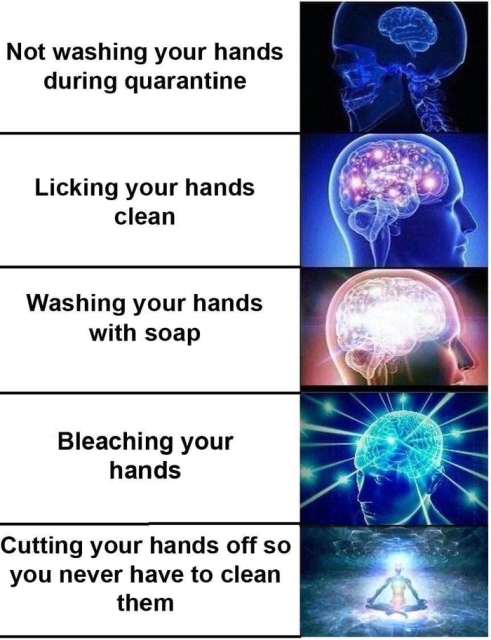 Not washing your hands
during quarantine
Licking your hands
clean
Washing your hands
with soap
Bleaching your
hands
Cutting your hands off so
you never have to clean
them